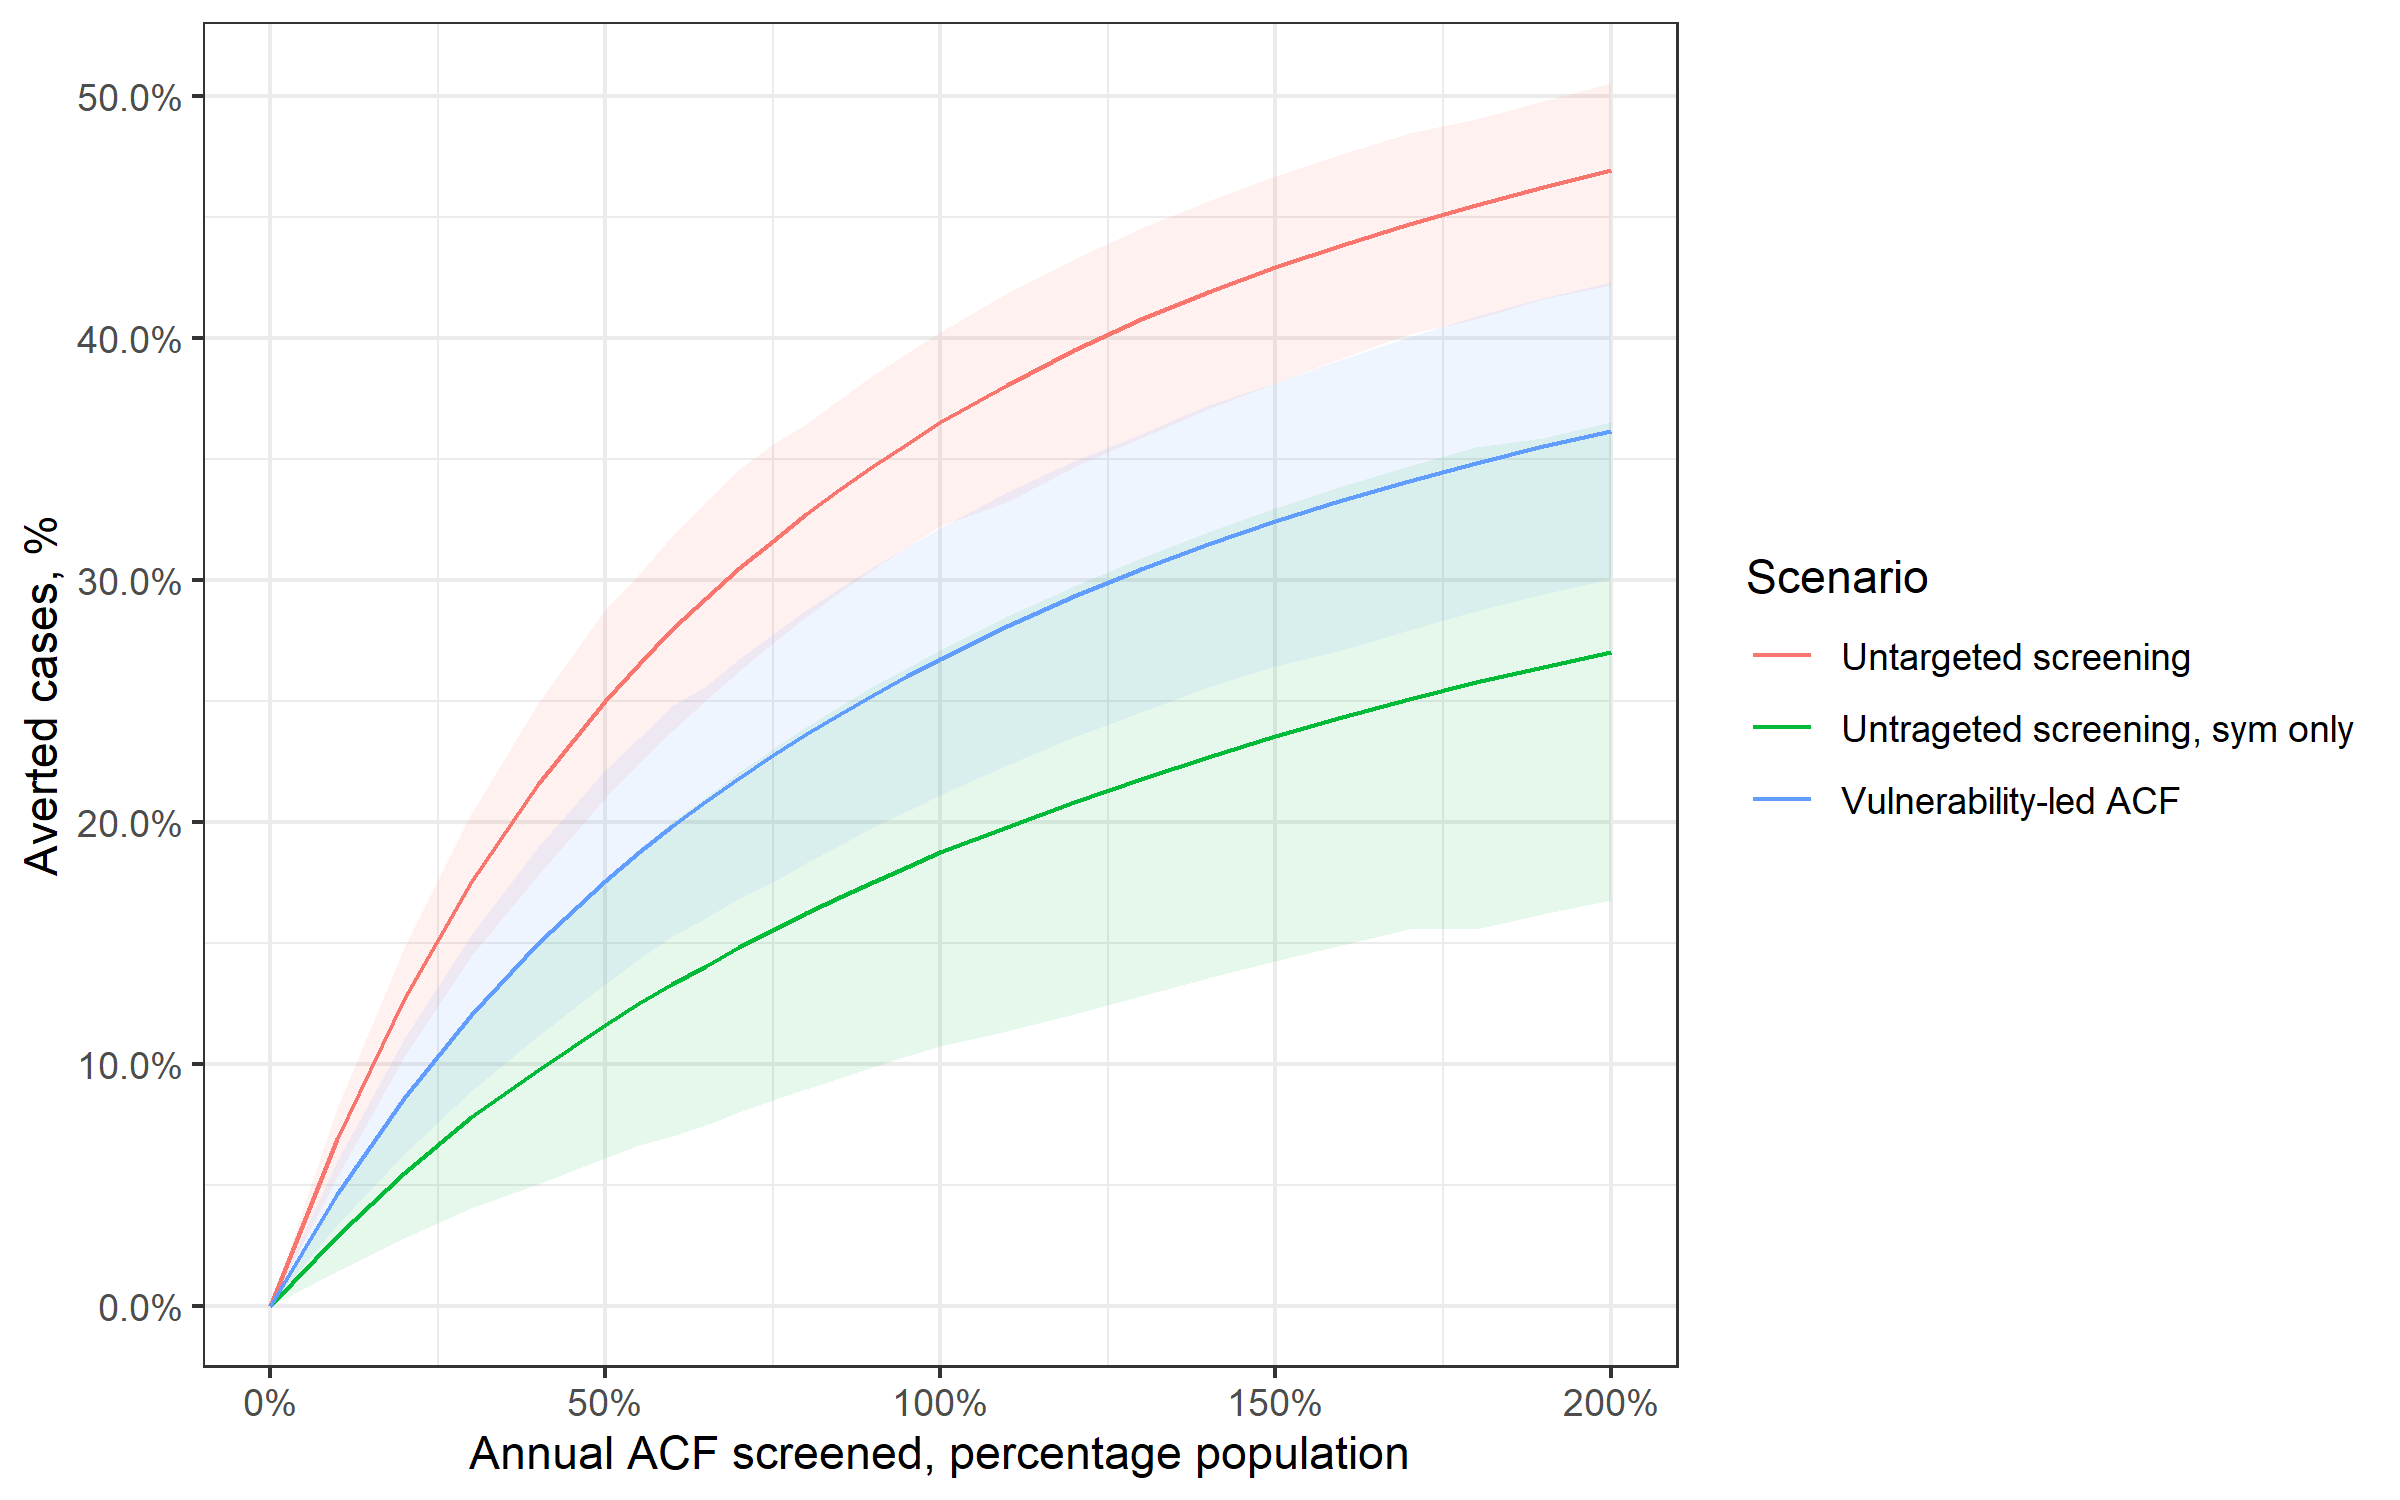 Averted cases, %
50.0%
40.0%
30.0%
20.0%
10.0%
0.0%
0%
50%
100%
150%
200%
Annual ACF screened, percentage population
Scenario
Untargeted screening
Untrageted screening, sym only
Vulnerability-led ACF